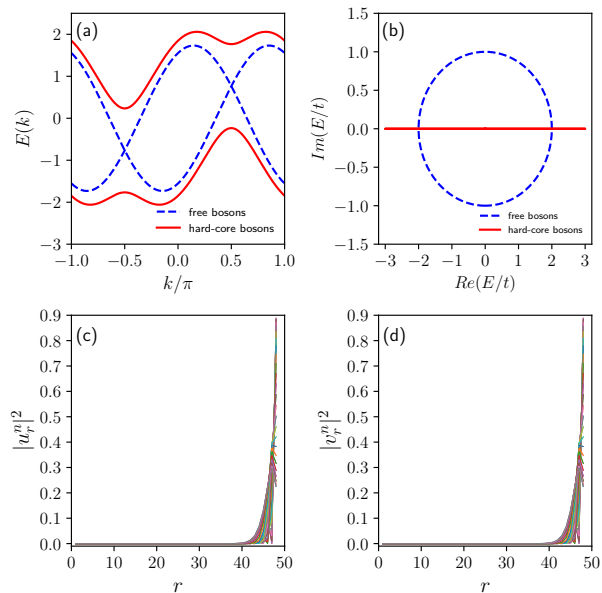 (a)
2
1
0
−1
−2
−3
E(k)
free bosons
hard-core bosons
−1.0 −0.5 0.0 0.5 1.0
k/π
(b)
1.5
1.0
0.5
0.0
−0.5
−1.0
−1.5
Im(E/t)
free bosons
hard-core bosons
−3 −2 −1 0 1 2 3
Re(E/t)
(c)
0.9
0.8
0.7
0.6
0.5
0.4
0.3
0.2
0.1
0.0
|u_r^n|^2
0 10 20 30 40 50
r
(d)
0.9
0.8
0.7
0.6
0.5
0.4
0.3
0.2
0.1
0.0
|v_r^n|^2
0 10 20 30 40 50
r